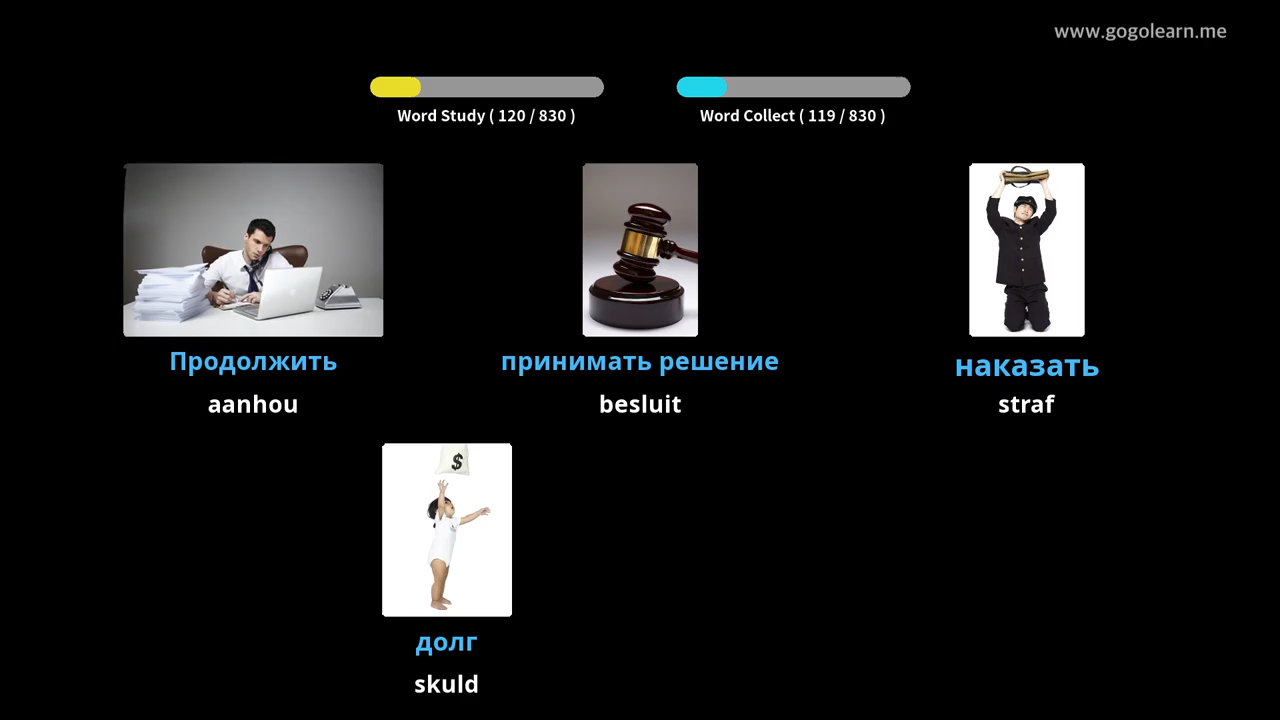 www.gogolearn.me
Word Study ( 120 / 830 )
Word Collect ( 119 / 830 )
Продолжить
aanhou
принимать решение
besluit
наказать
straf
$
долг
skuld